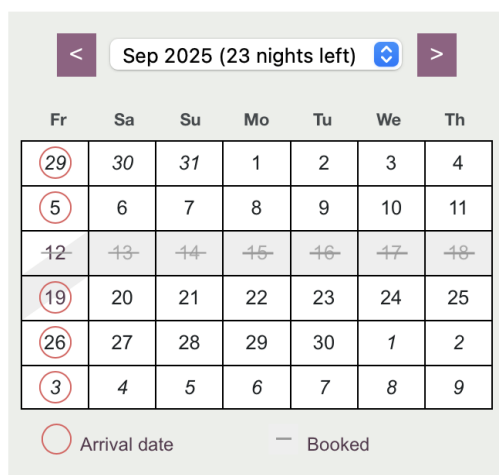 < Sep 2025 (23 nights left) >
Fr Sa Su Mo Tu We Th
29 30 31 1 2 3 4
5 6 7 8 9 10 11
12 13 14 15 16 17 18
19 20 21 22 23 24 25
26 27 28 29 30 1 2
3 4 5 6 7 8 9
Arrival date — Booked